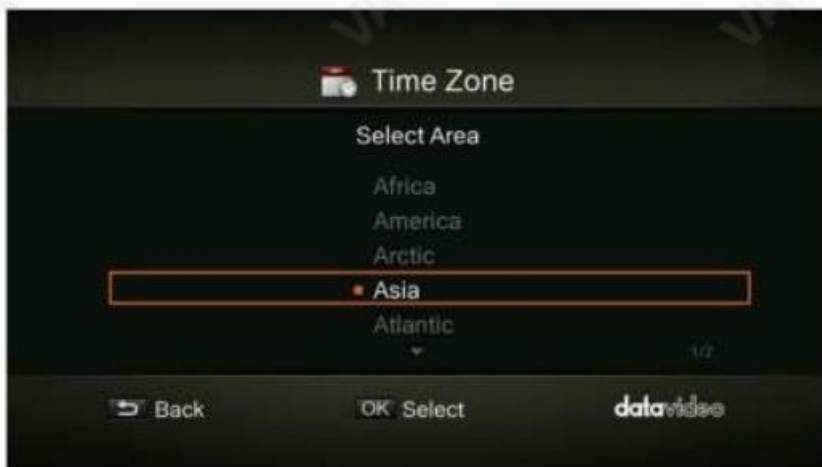 Time Zone
Select Area
Africa
America
Arctic
Asia
Atlantic
1/2
Back
OK Select
datavideo